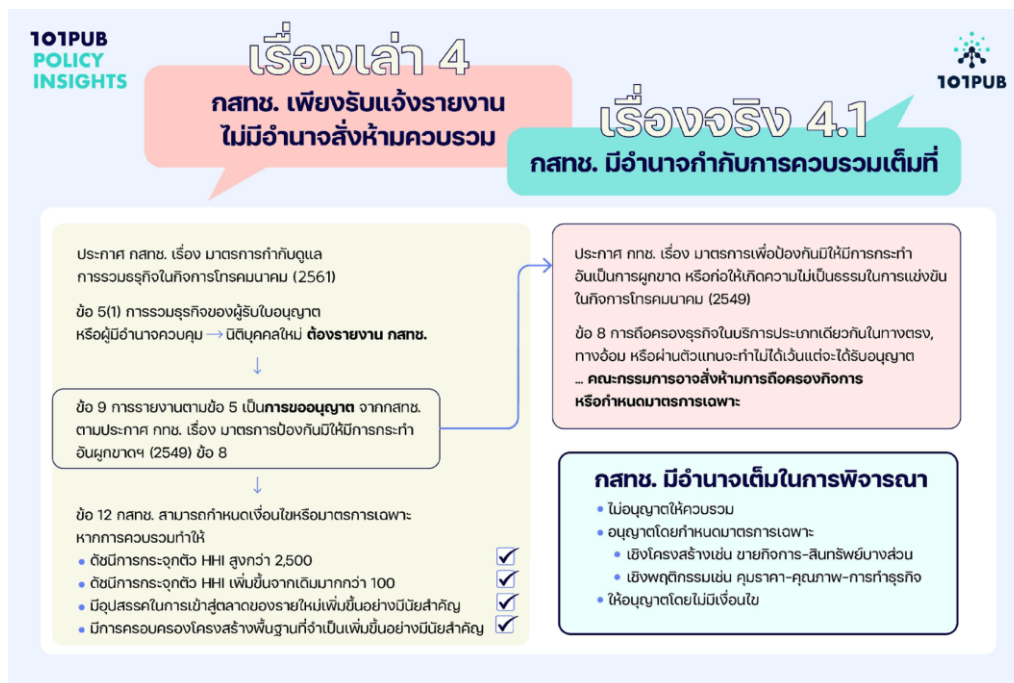 101PUB
POLICY
INSIGHTS
เรื่องเล่า 4
กสทช. เพียงรับแจ้งรายงาน
ไม่มีอำนาจสั่งห้ามควบรวม
101PUB
เรื่องจริง 4.1
กสทช. มีอำนาจกำกับการควบรวมเต็มที่
ประกาศ กสทช. เรื่อง มาตรการกำกับดูแล
การรวมธุรกิจในกิจการโทรคมนาคม (2561)
ข้อ 5(1) การรวมธุรกิจของผู้รับใบอนุญาต
หรือผู้มีอำนาจควบคุม → นิติบุคคลใหม่ ต้องรายงาน กสทช.
↓
ข้อ 9 การรายงานตามข้อ 5 เป็นการขออนุญาต จากกสทช.
ตามประกาศ กทช. เรื่อง มาตรการป้องกันมิให้มีการกระทำ
อันผูกขาดฯ (2549) ข้อ 8
↓
ข้อ 12 กสทช. สามารถกำหนดเงื่อนไขหรือมาตรการเฉพาะ
หากการควบรวมทำให้
• ดัชนีการกระจุกตัว HHI สูงกว่า 2,500
• ดัชนีการกระจุกตัว HHI เพิ่มขึ้นจากเดิมมากกว่า 100
• มีอุปสรรคในการเข้าสู่ตลาดของรายใหม่เพิ่มขึ้นอย่างมีนัยสำคัญ
• มีการครอบครองโครงสร้างพื้นฐานที่จำเป็นเพิ่มขึ้นอย่างมีนัยสำคัญ
ประกาศ กทช. เรื่อง มาตรการเพื่อป้องกันมิให้มีการกระทำ
อันเป็นการผูกขาด หรือก่อให้เกิดความไม่เป็นธรรมในการแข่งขัน
ในกิจการโทรคมนาคม (2549)
ข้อ 8 การถือครองธุรกิจในบริการประเภทเดียวกันในทางตรง,
ทางอ้อม หรือผ่านตัวแทนจะทำไม่ได้เว้นแต่จะได้รับอนุญาต
... คณะกรรมการอาจสั่งห้ามการถือครองกิจการ
หรือกำหนดมาตรการเฉพาะ
กสทช. มีอำนาจเต็มในการพิจารณา
• ไม่อนุญาตให้ควบรวม
• อนุญาตโดยกำหนดมาตรการเฉพาะ
• เชิงโครงสร้างเช่น ขายกิจการ-สินทรัพย์บางส่วน
• เชิงพฤติกรรมเช่น คุมราคา-คุณภาพ-การทำธุรกิจ
• ให้อนุญาตโดยไม่มีเงื่อนไข